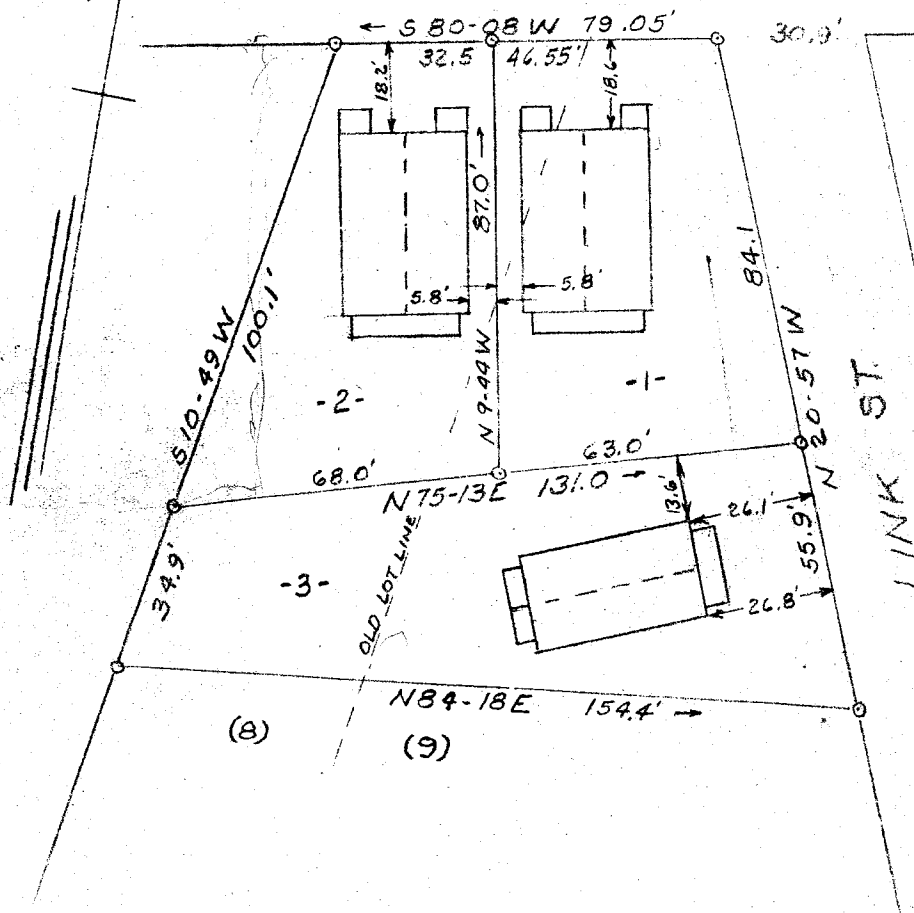 ← S 80-08 W 79.05'
30.9'
32.5 46.55'
18.2'
18.6
87.0' →
84.1
5.8' 5.8'
S 10-49 W
100.1'
N 9-44 W
N 20-57 W
-2- -1-
68.0' 63.0'
N 75-13 E 131.0 →
13.6'
26.1'
55.9'
34.9'
-3-
OLD LOT LINE
26.8'
LINK ST.
N 84-18 E 154.4' →
(8) (9)